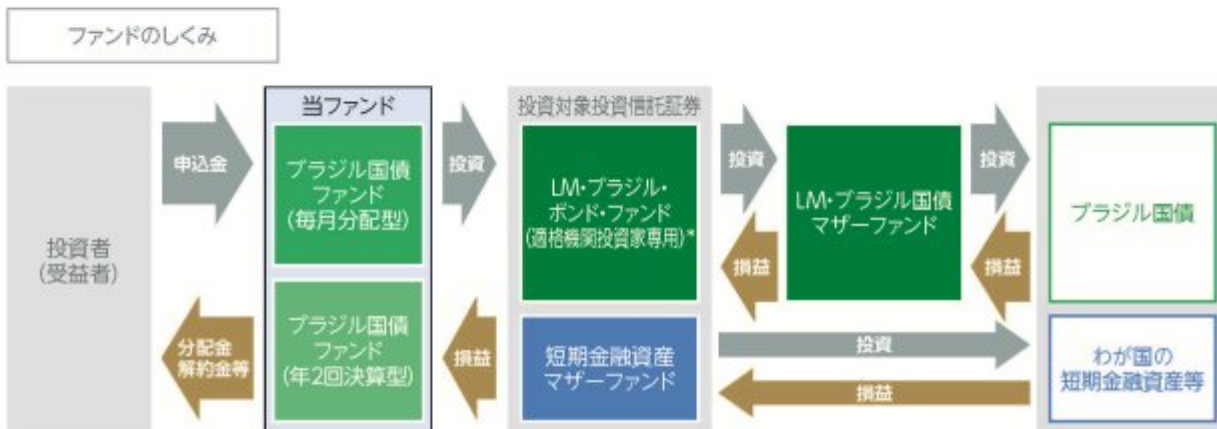 ファンドのしくみ
投資者
(受益者)
申込金
分配金
解約金等
当ファンド
ブラジル国債
ファンド
(毎月分配型)
ブラジル国債
ファンド
(年2回決算型)
投資
損益
投資対象投資信託証券
LM・ブラジル・
ボンド・ファンド
(適格機関投資家専用)*
短期金融資産
マザーファンド
投資
損益
LM・ブラジル国債
マザーファンド
投資
損益
投資
損益
ブラジル国債
わが国の
短期金融資産等